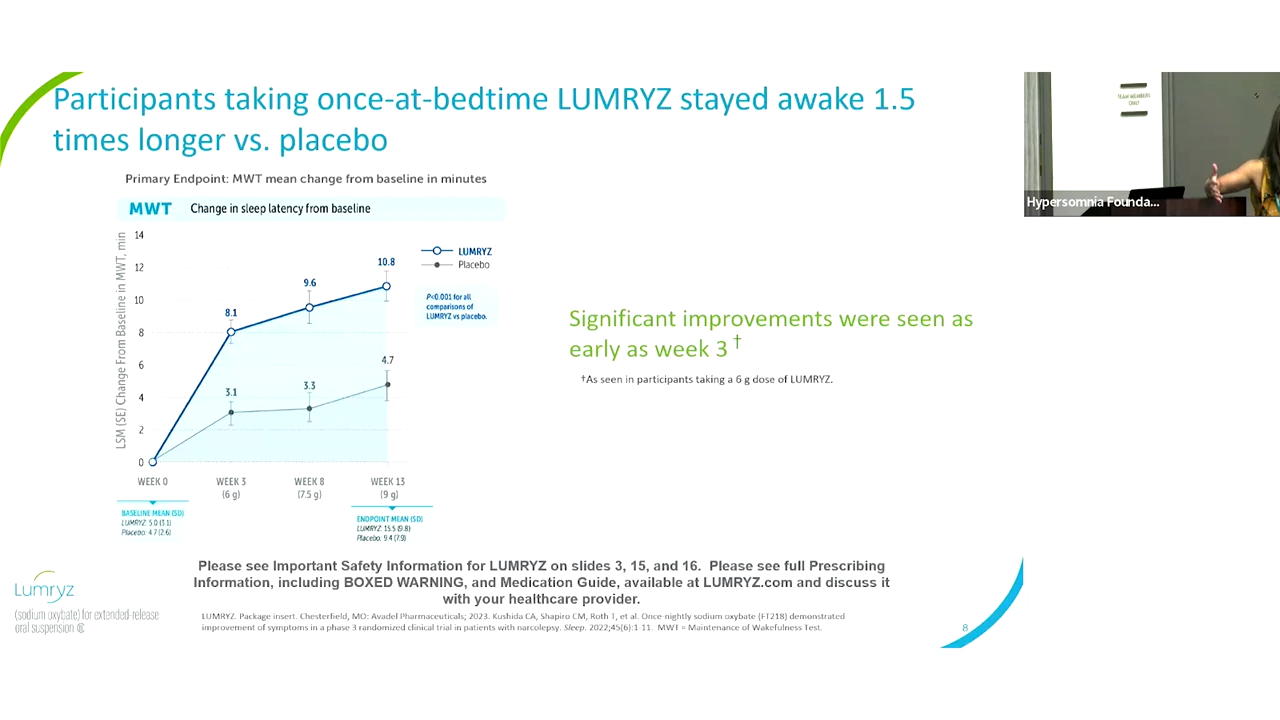 Participants taking once-at-bedtime LUMRYZ stayed awake 1.5
times longer vs. placebo
Primary Endpoint: MWT mean change from baseline in minutes
MWT Change in sleep latency from baseline
LSM (SE) Change From Baseline in MWT, min
14
12
10
8
6
4
2
0
8.1
9.6
10.8
3.1
3.3
4.7
LUMRYZ
Placebo
P<0.001 for all
comparisons of
LUMRYZ vs placebo.
WEEK 0
WEEK 3
(6 g)
WEEK 8
(7.5 g)
WEEK 13
(9 g)
BASELINE MEAN (SD)
LUMRYZ: 5.0 (3.1)
Placebo: 4.7 (2.6)
ENDPOINT MEAN (SD)
LUMRYZ: 15.5 (9.8)
Placebo: 9.4 (7.9)
Significant improvements were seen as
early as week 3 †
†As seen in participants taking a 6 g dose of LUMRYZ.
Please see Important Safety Information for LUMRYZ on slides 3, 15, and 16. Please see full Prescribing
Information, including BOXED WARNING, and Medication Guide, available at LUMRYZ.com and discuss it
with your healthcare provider.
LUMRYZ. Package insert. Chesterfield, MO: Avadel Pharmaceuticals; 2023. Kushida CA, Shapiro CM, Roth T, et al. Once-nightly sodium oxybate (FT218) demonstrated
improvement of symptoms in a phase 3 randomized clinical trial in patients with narcolepsy. Sleep. 2022;45(6):1-11. MWT = Maintenance of Wakefulness Test.
Lumryz
(sodium oxybate) for extended-release
oral suspension
8
TEAM MEMBERS
ONLY
Hypersomnia Founda...